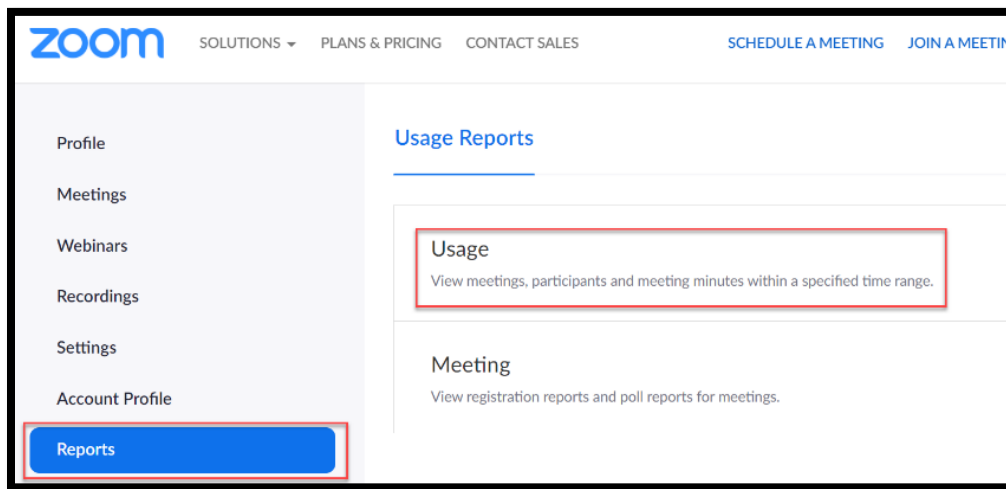 zoom SOLUTIONS PLANS & PRICING CONTACT SALES SCHEDULE A MEETING JOIN A MEETIN
Profile
Meetings
Webinars
Recordings
Settings
Account Profile
Reports
Usage Reports
Usage
View meetings, participants and meeting minutes within a specified time range.
Meeting
View registration reports and poll reports for meetings.